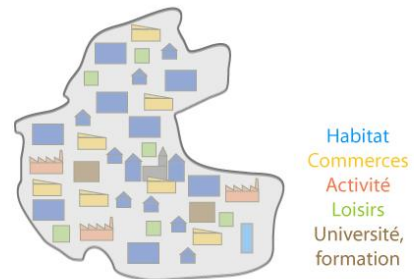 Habitat
Commerces
Activité
Loisirs
Université,
formation